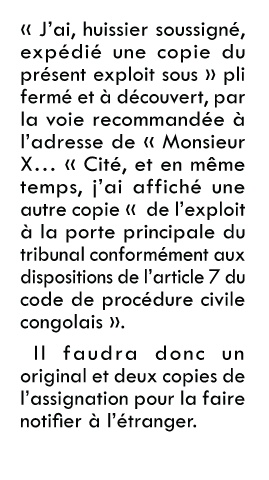 « J’ai, huissier soussigné,
expédié une copie du
présent exploit sous » pli
fermé et à découvert, par
la voie recommandée à
l’adresse de « Monsieur
X… « Cité, et en même
temps, j’ai affiché une
autre copie « de l’exploit
à la porte principale du
tribunal conformément aux
dispositions de l’article 7 du
code de procédure civile
congolais ».
Il faudra donc un
original et deux copies de
l’assignation pour la faire
notifier à l’étranger.